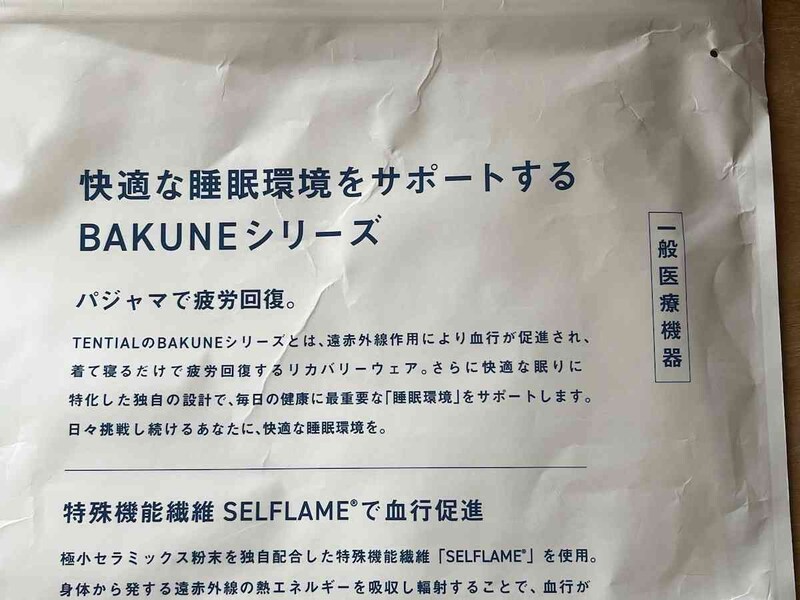 快適な睡眠環境をサポートする
BAKUNEシリーズ
一般医療機器
パジャマで疲労回復。
TENTIALのBAKUNEシリーズとは、遠赤外線作用により血行が促進され、
着て寝るだけで疲労回復するリカバリーウェア。さらに快適な眠りに
特化した独自の設計で、毎日の健康に最重要な「睡眠環境」をサポートします。
日々挑戦し続けるあなたに、快適な睡眠環境を。
特殊機能繊維 SELFLAME®で血行促進
極小セラミックス粉末を独自配合した特殊機能繊維「SELFLAME®」を使用。
身体から発する遠赤外線の熱エネルギーを吸収し輻射することで、血行が